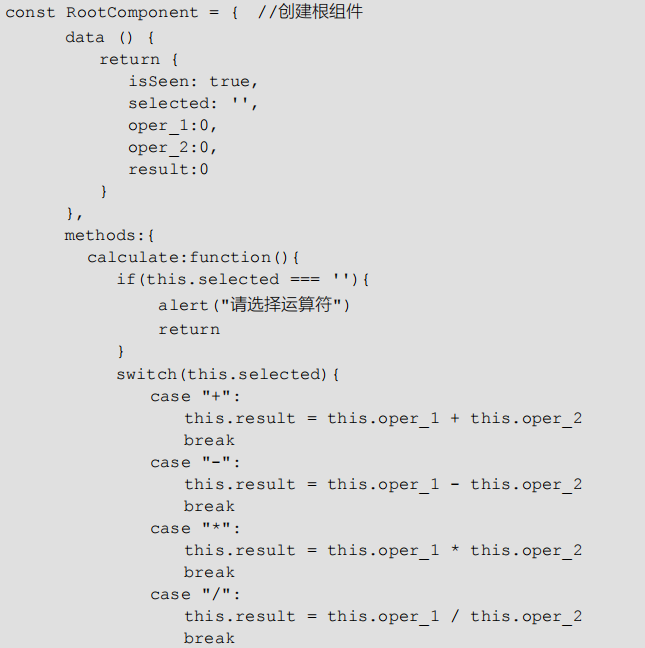 const RootComponent = {  //创建根组件
data () {
return {
isSeen: true,
selected: '',
oper_1:0,
oper_2:0,
result:0
}
},
methods:{
calculate:function(){
if(this.selected === ''){
alert("请选择运算符")
return
}
switch(this.selected){
case "+":
this.result = this.oper_1 + this.oper_2
break
case "-":
this.result = this.oper_1 - this.oper_2
break
case "*":
this.result = this.oper_1 * this.oper_2
break
case "/":
this.result = this.oper_1 / this.oper_2
break